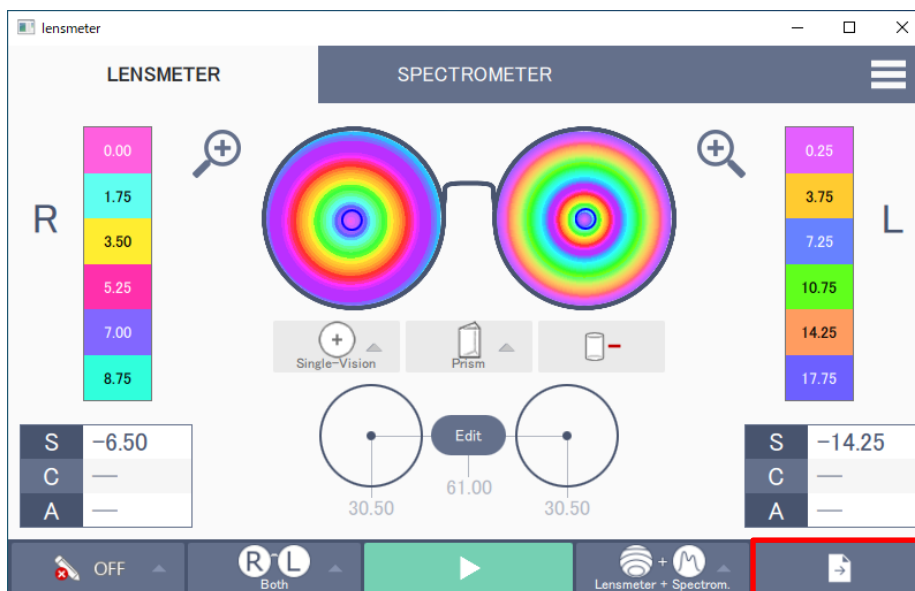 lensmeter
LENSMETER
SPECTROMETER
R
0.00
1.75
3.50
5.25
7.00
8.75
0.25
3.75
7.25
10.75
14.25
17.75
L
Single-Vision
Prism
Edit
61.00
30.50
30.50
S -6.50
C —
A —
S -14.25
C —
A —
OFF
R-L
Both
Lensmeter + Spectrom.